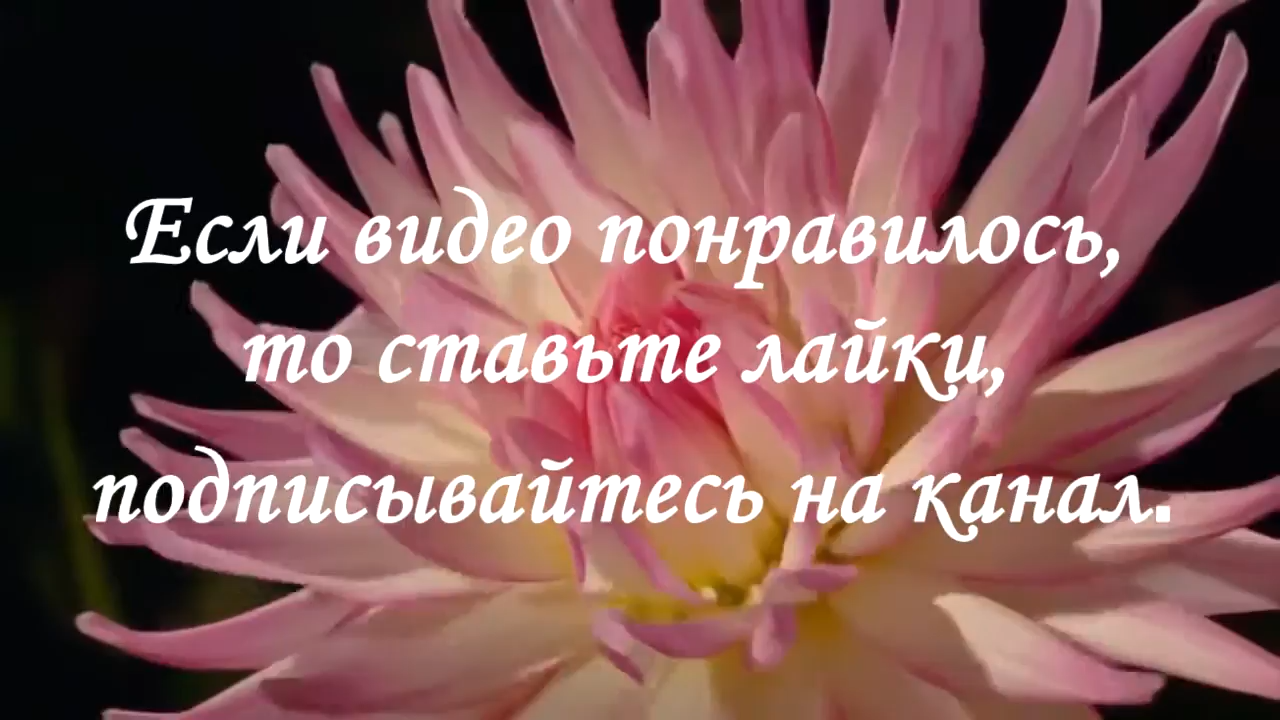 Если видео понравилось,
то ставьте лайки,
подписывайтесь на канал.